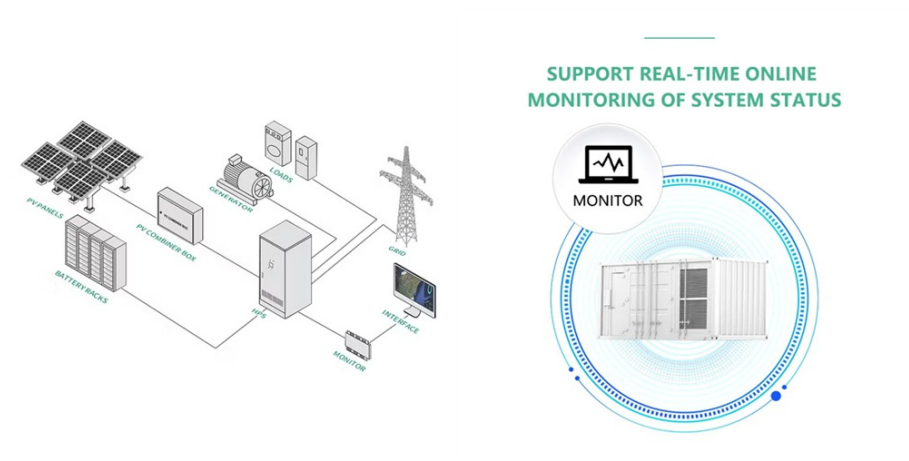 SUPPORT REAL-TIME ONLINE
MONITORING OF SYSTEM STATUS
MONITOR
LOADS
GENERATOR
PV PANELS
PV COMBINER BOX
GRID
BATTERY RACKS
HPS
INTERFACE
MONITOR